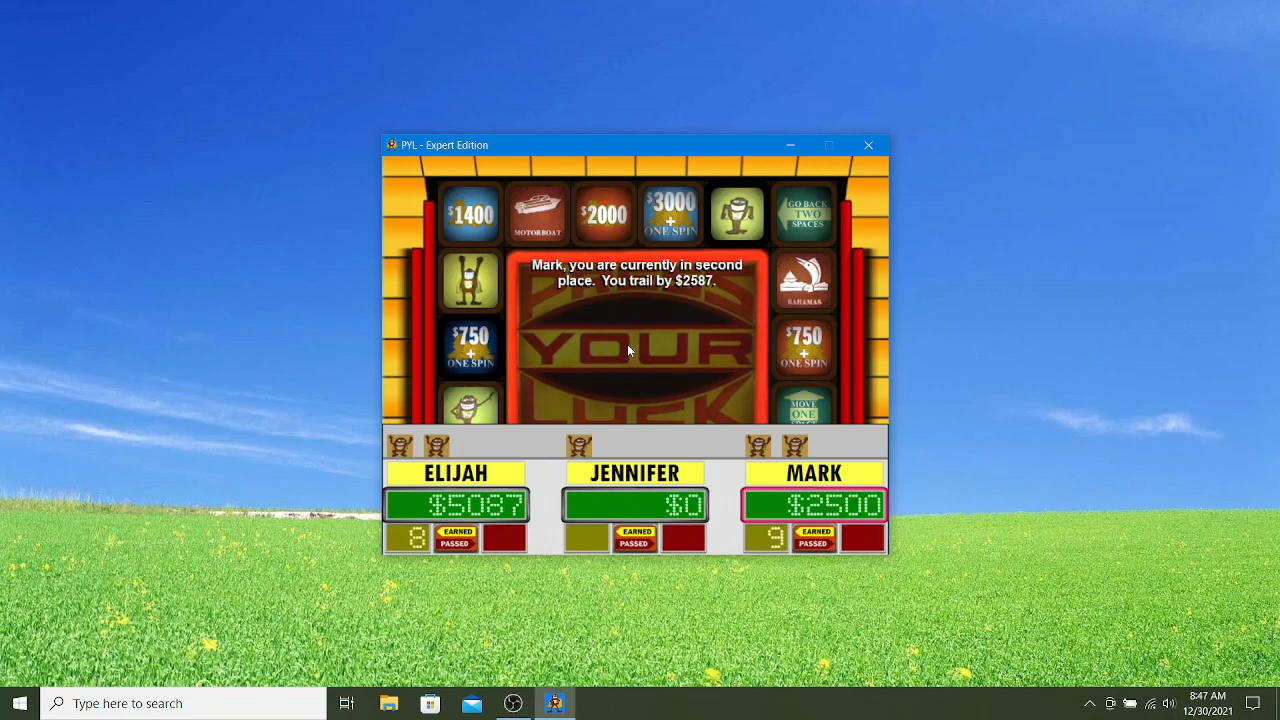 PYL - Expert Edition
$1400
MOTORBOAT
$2000
$3000
+
ONE SPIN
GO BACK
TWO
SPACES
Mark, you are currently in second
place. You trail by $2587.
BAHAMAS
$750
+
ONE SPIN
YOUR
LUCK
$750
+
ONE SPIN
MOVE
ONE
ELIJAH
JENNIFER
MARK
$5087
$0
$2500
8
EARNED
PASSED
EARNED
PASSED
9
EARNED
PASSED
Type here to search
8:47 AM
12/30/2021